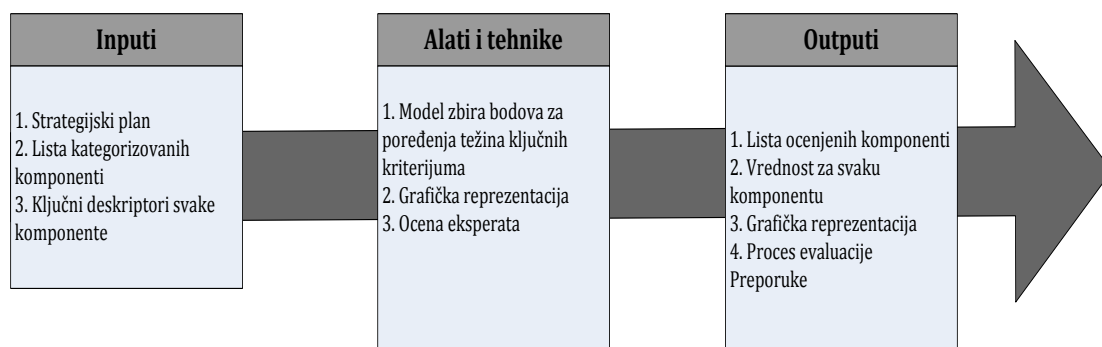 Inputi
1. Strategijski plan
2. Lista kategorizovanih
komponenti
3. Ključni deskriptori svake
komponente
Alati i tehnike
1. Model zbira bodova za
poređenja težina ključnih
kriterijuma
2. Grafička reprezentacija
3. Ocena eksperata
Outputi
1. Lista ocenjenih komponenti
2. Vrednost za svaku
komponentu
3. Grafička reprezentacija
4. Proces evaluacije
Preporuke